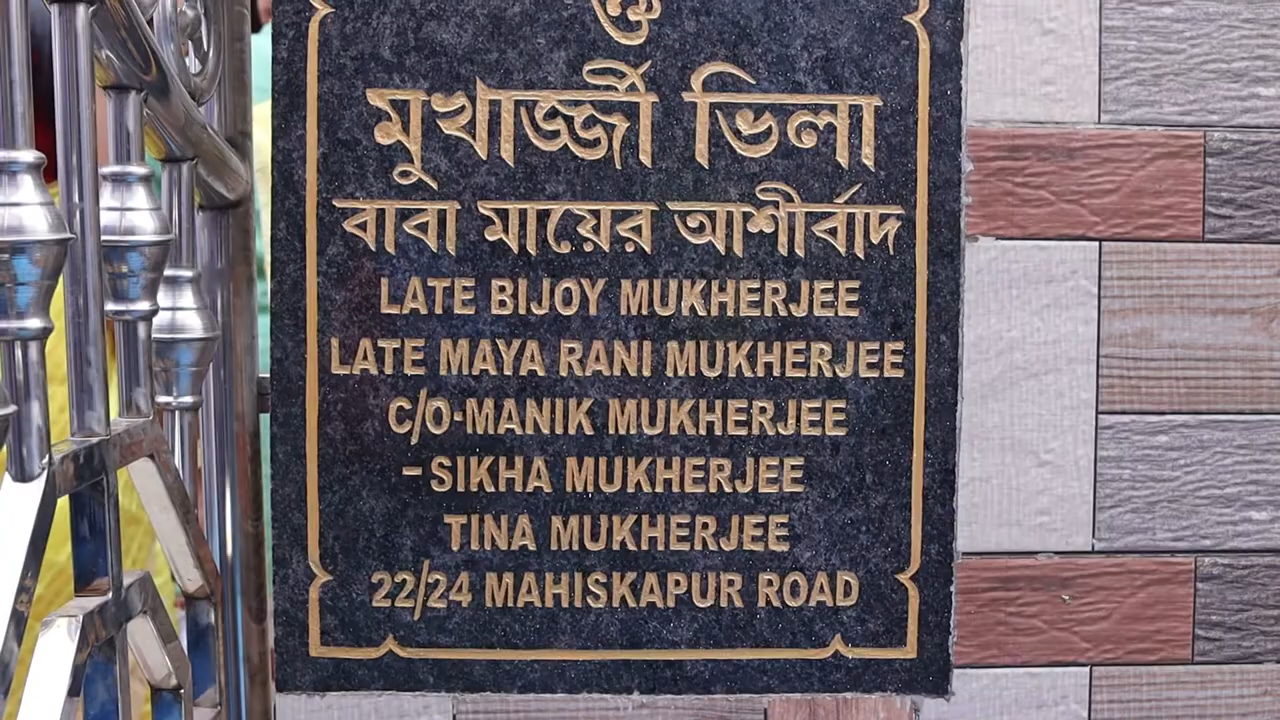 মুখার্জ্জী ভিলা
বাবা মায়ের আশীর্বাদ
LATE BIJOY MUKHERJEE
LATE MAYA RANI MUKHERJEE
C/O-MANIK MUKHERJEE
-SIKHA MUKHERJEE
TINA MUKHERJEE
22/24 MAHISKAPUR ROAD